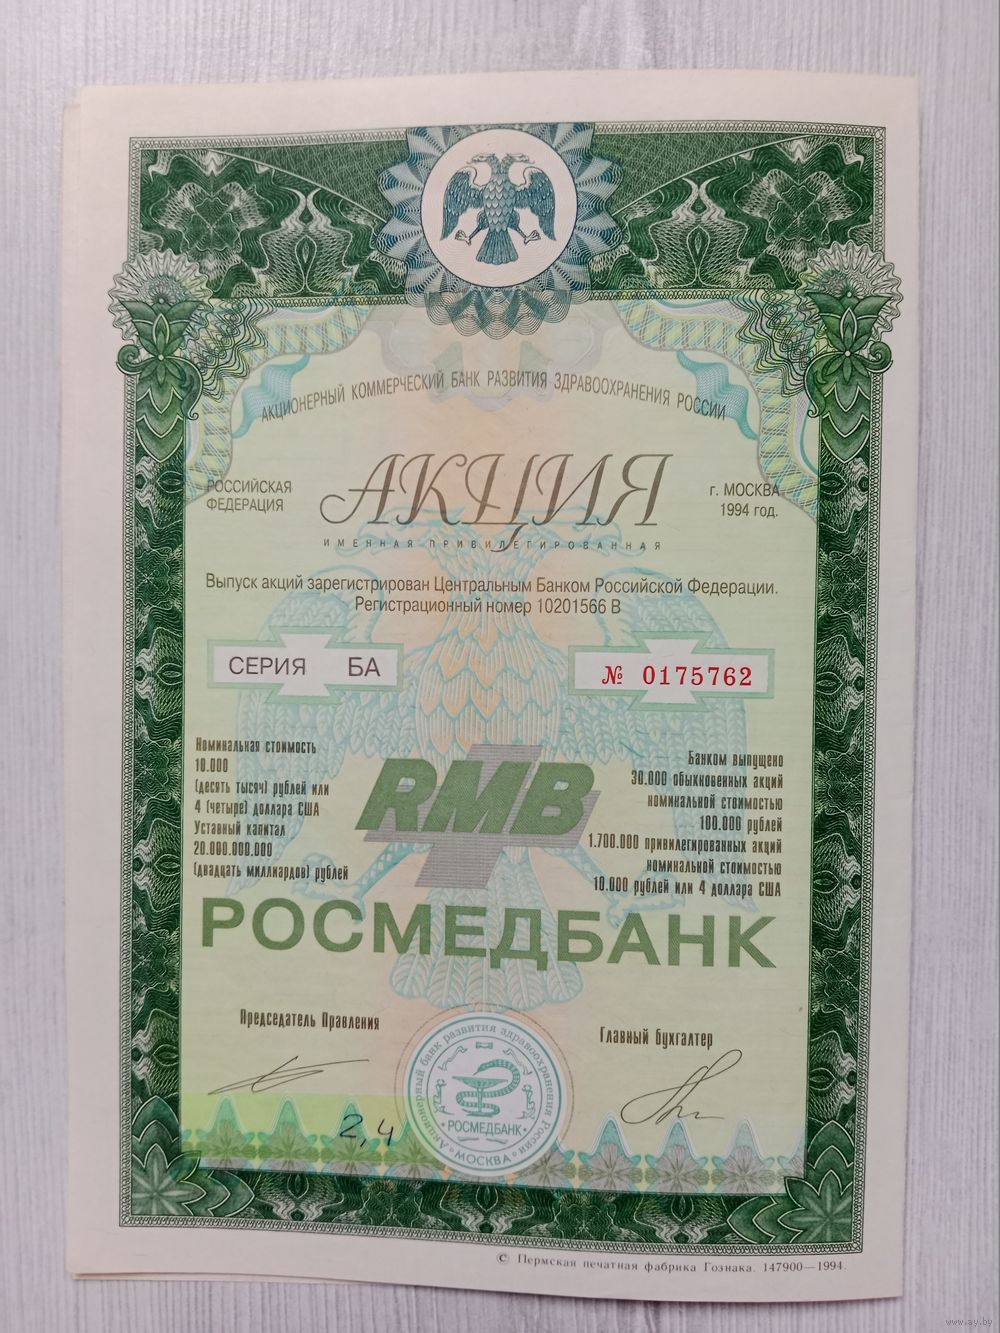 АКЦИОНЕРНЫЙ КОММЕРЧЕСКИЙ БАНК РАЗВИТИЯ ЗДРАВООХРАНЕНИЯ РОССИИ
РОССИЙСКАЯ
ФЕДЕРАЦИЯ
АКЦИЯ
г. МОСКВА
1994 год.
ИМЕННАЯ ПРИВИЛЕГИРОВАННАЯ
Выпуск акций зарегистрирован Центральным Банком Российской Федерации.
Регистрационный номер 10201566 В
СЕРИЯ БА
№ 0175762
Номинальная стоимость
10.000
(десять тысяч) рублей или
4 (четыре) доллара США
Уставный капитал
20.000.000.000
(двадцать миллиардов) рублей
RMB
Банком выпущено
30.000 обыкновенных акций
номинальной стоимостью
100.000 рублей
1.700.000 привилегированных акций
номинальной стоимостью
10.000 рублей или 4 доллара США
РОСМЕДБАНК
Председатель Правления
Главный бухгалтер
Акционерный банк развития здравоохранения России
РОСМЕДБАНК
МОСКВА
2,4
© Пермская печатная фабрика Гознака. 147900—1994.
www.ay.by